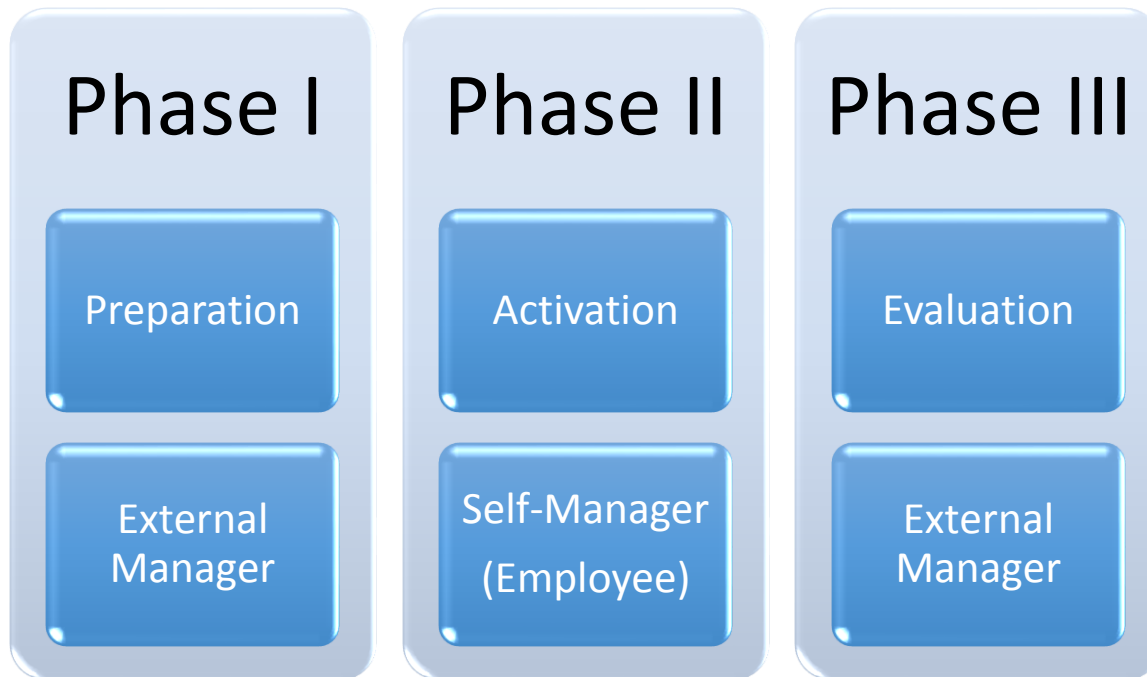 Phase I
Preparation
External
Manager
Phase II
Activation
Self-Manager
(Employee)
Phase III
Evaluation
External
Manager